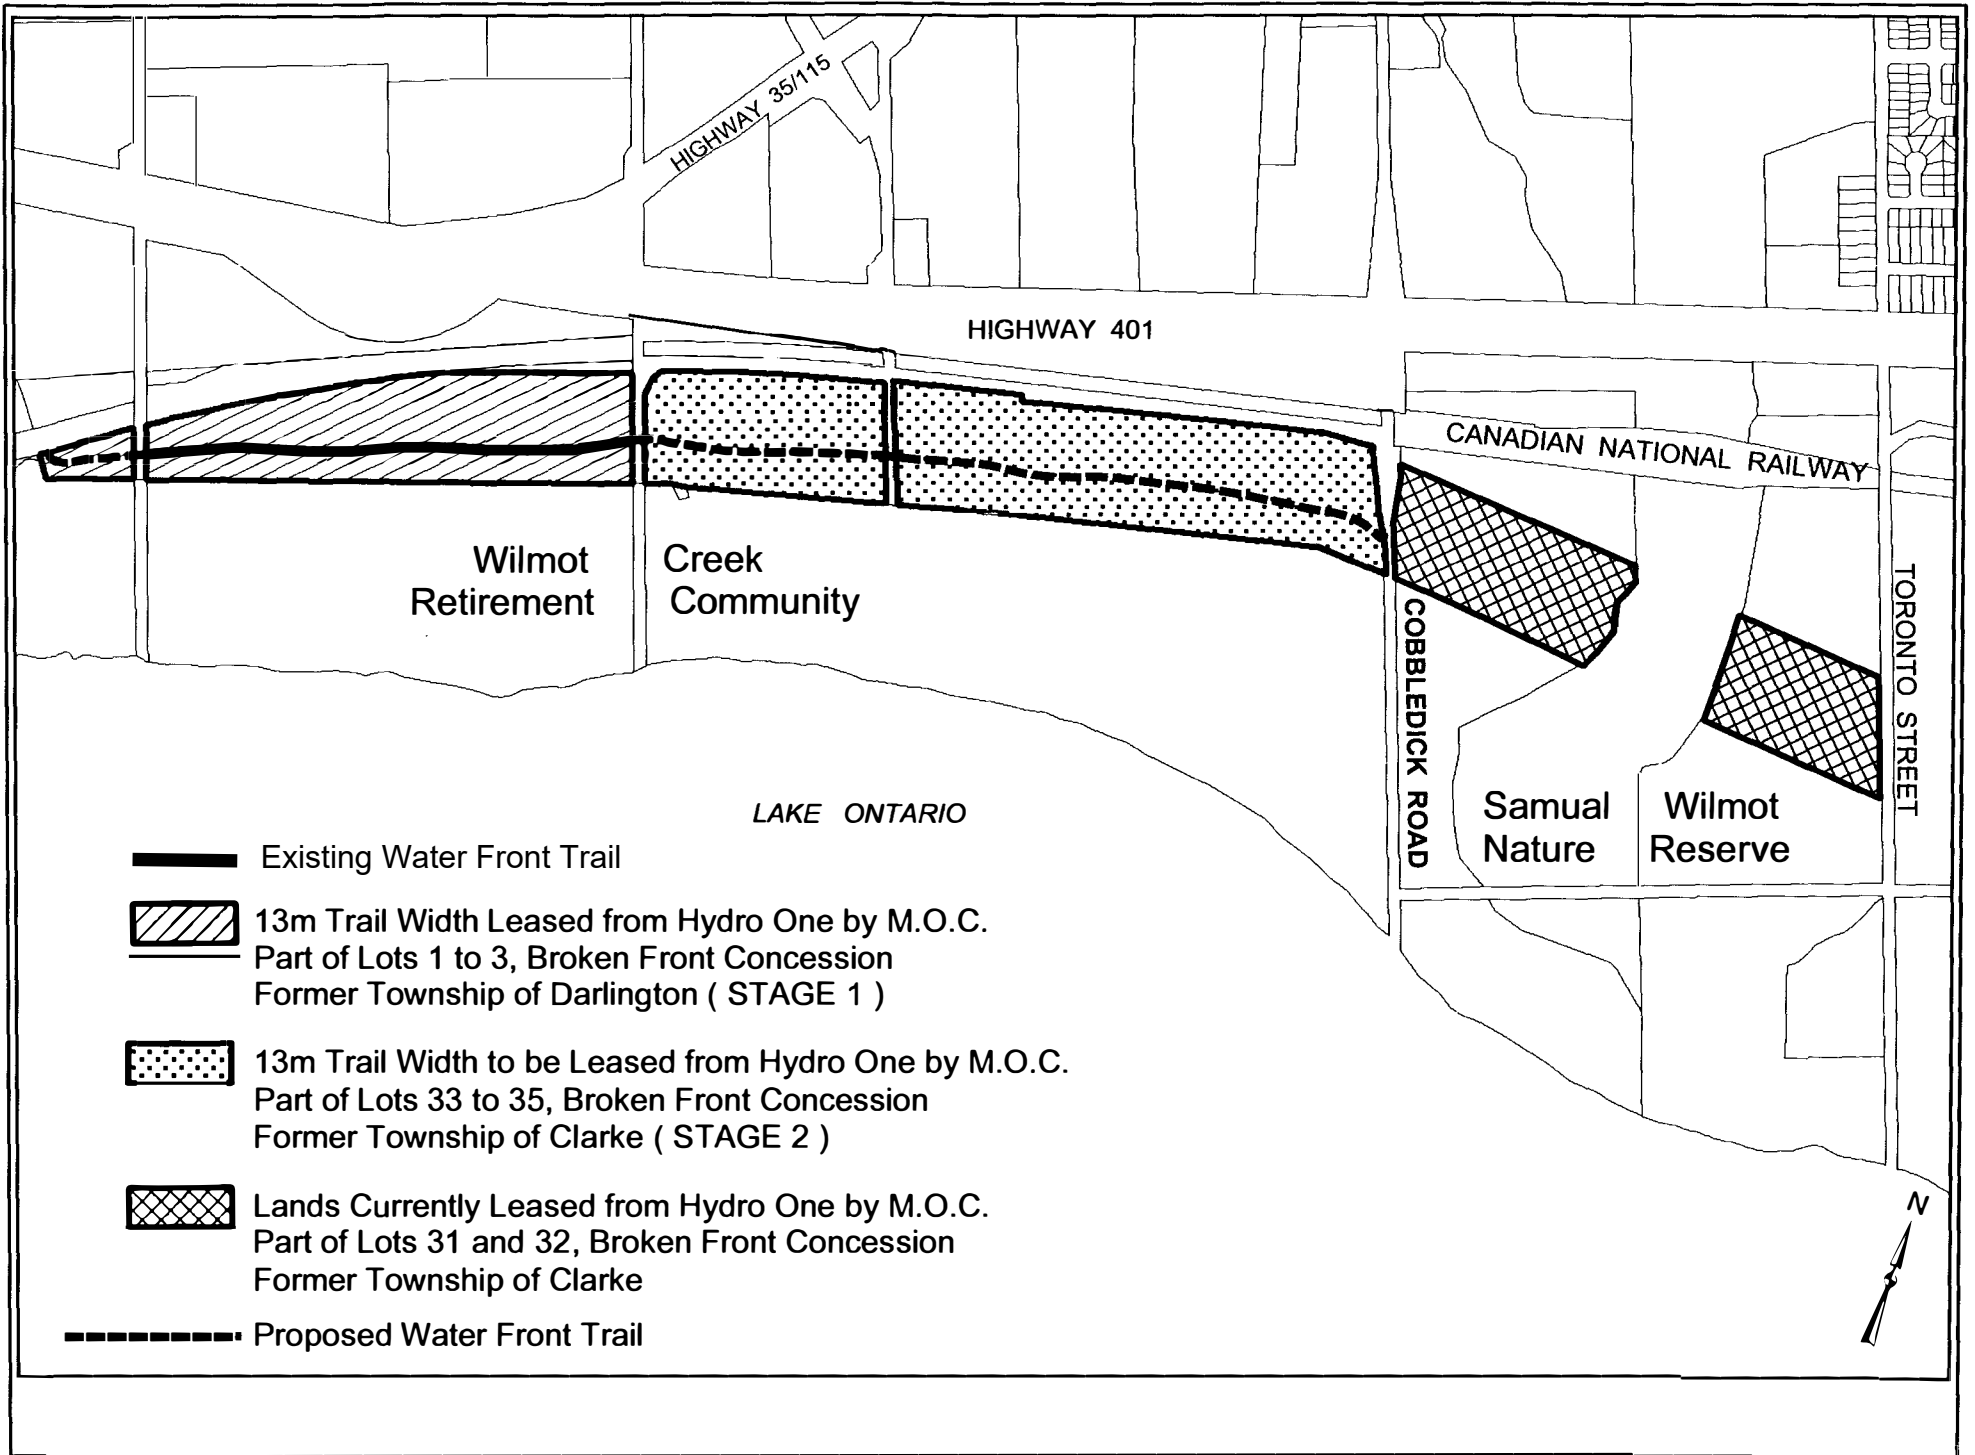 HIGHWAY 35/115
HIGHWAY 401
CANADIAN NATIONAL RAILWAY
Wilmot Creek
Retirement Community
COBBLEDICK ROAD
TORONTO STREET
Samual Wilmot
Nature Reserve
LAKE ONTARIO
Existing Water Front Trail
13m Trail Width Leased from Hydro One by M.O.C.
Part of Lots 1 to 3, Broken Front Concession
Former Township of Darlington ( STAGE 1 )
13m Trail Width to be Leased from Hydro One by M.O.C.
Part of Lots 33 to 35, Broken Front Concession
Former Township of Clarke ( STAGE 2 )
Lands Currently Leased from Hydro One by M.O.C.
Part of Lots 31 and 32, Broken Front Concession
Former Township of Clarke
Proposed Water Front Trail
N